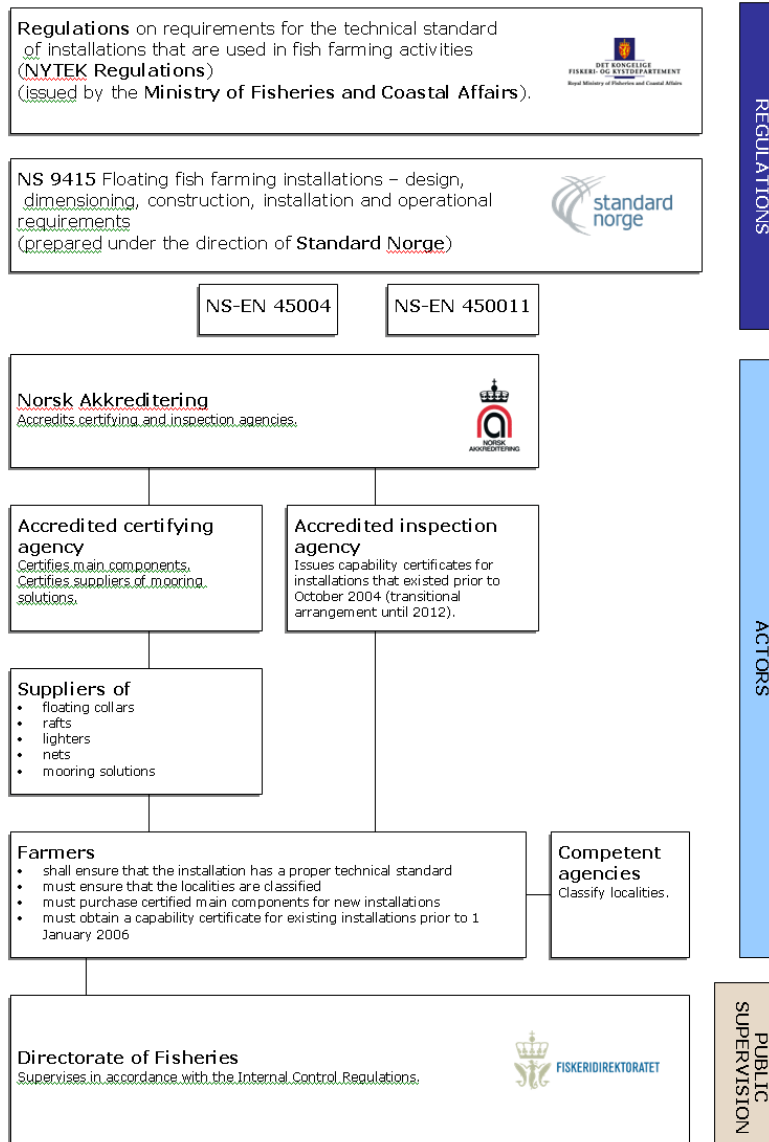 Regulations on requirements for the technical standard
of installations that are used in fish farming activities
(NYTEK Regulations)
(issued by the Ministry of Fisheries and Coastal Affairs).
DET KONGELIGE
FISKERI- OG KYSTDEPARTEMENT
Royal Ministry of Fisheries and Coastal Affairs
REGULATIONS
NS 9415 Floating fish farming installations – design,
dimensioning, construction, installation and operational
requirements
(prepared under the direction of Standard Norge)
standard
norge
NS-EN 45004
NS-EN 450011
Norsk Akkreditering
Accredits certifying and inspection agencies.
NORSK
AKKREDITERING
ACTORS
Accredited certifying
agency
Certifies main components.
Certifies suppliers of mooring
solutions.
Accredited inspection
agency
Issues capability certificates for
installations that existed prior to
October 2004 (transitional
arrangement until 2012).
Suppliers of
• floating collars
• rafts
• lighters
• nets
• mooring solutions
Farmers
• shall ensure that the installation has a proper technical standard
• must ensure that the localities are classified
• must purchase certified main components for new installations
• must obtain a capability certificate for existing installations prior to 1
January 2006
Competent
agencies
Classify localities.
Directorate of Fisheries
Supervises in accordance with the Internal Control Regulations.
FISKERIDIREKTORATET
PUBLIC
SUPERVISION